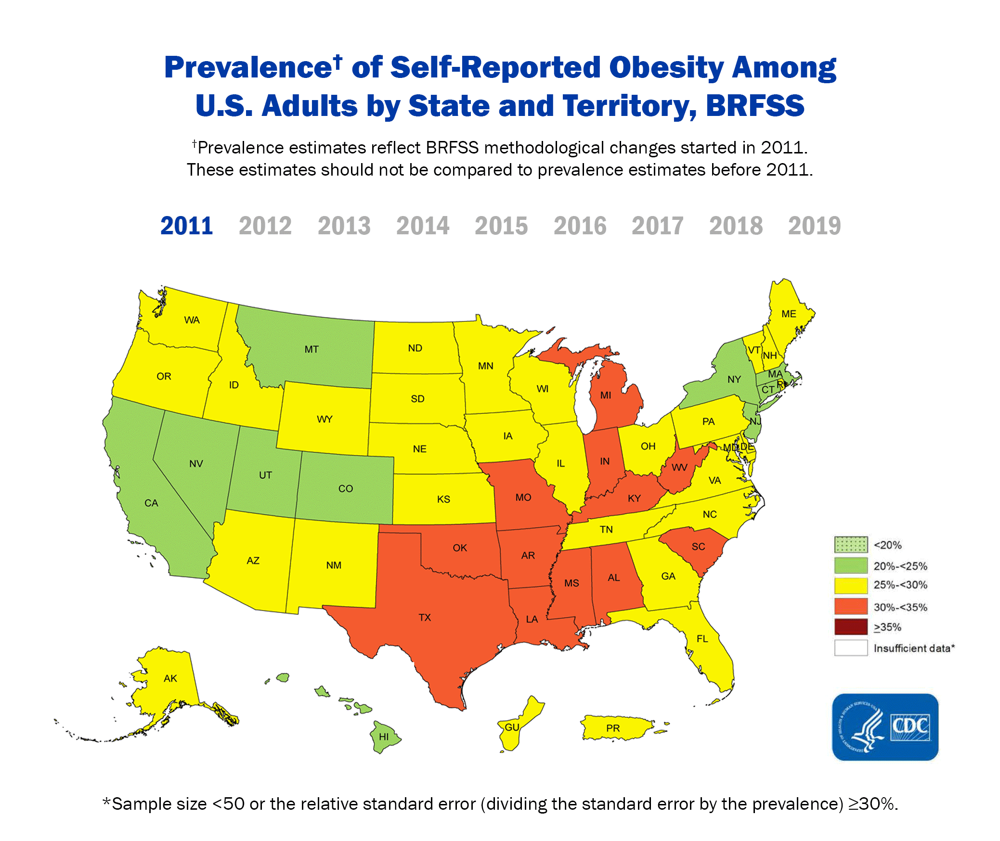 Prevalence† of Self-Reported Obesity Among
U.S. Adults by State and Territory, BRFSS
†Prevalence estimates reflect BRFSS methodological changes started in 2011.
These estimates should not be compared to prevalence estimates before 2011.
2011 2012 2013 2014 2015 2016 2017 2018 2019
WA
MT
ND
MN
ME
VT
NH
OR
ID
SD
WI
MI
NY
MA
CT
RI
WY
NE
IA
PA
NJ
NV
UT
CO
IL
IN
OH
WV
MD
DE
VA
CA
KS
MO
KY
NC
TN
AZ
NM
OK
AR
SC
MS
AL
GA
TX
LA
FL
AK
HI
GU
PR
<20%
20%-<25%
25%-<30%
30%-<35%
≥35%
Insufficient data*
DEPARTMENT OF HEALTH & HUMAN SERVICES·USA
CDC
*Sample size <50 or the relative standard error (dividing the standard error by the prevalence) ≥30%.